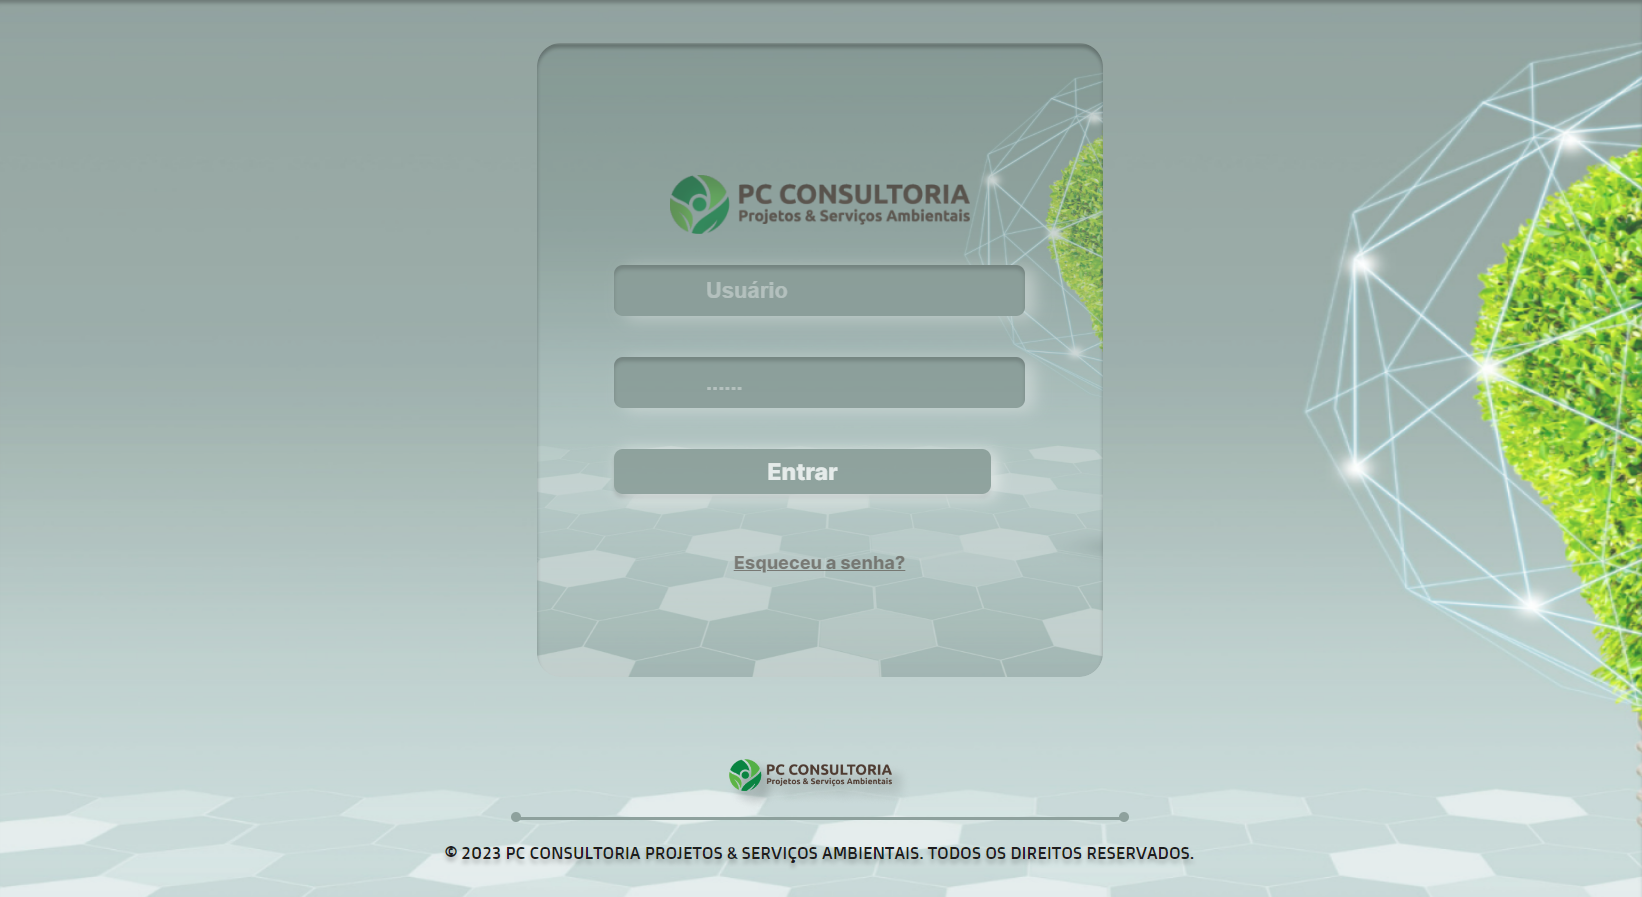 PC CONSULTORIA
Projetos & Serviços Ambientais
Usuário
......
Entrar
Esqueceu a senha?
PC CONSULTORIA
Projetos & Serviços Ambientais
© 2023 PC CONSULTORIA PROJETOS & SERVIÇOS AMBIENTAIS. TODOS OS DIREITOS RESERVADOS.